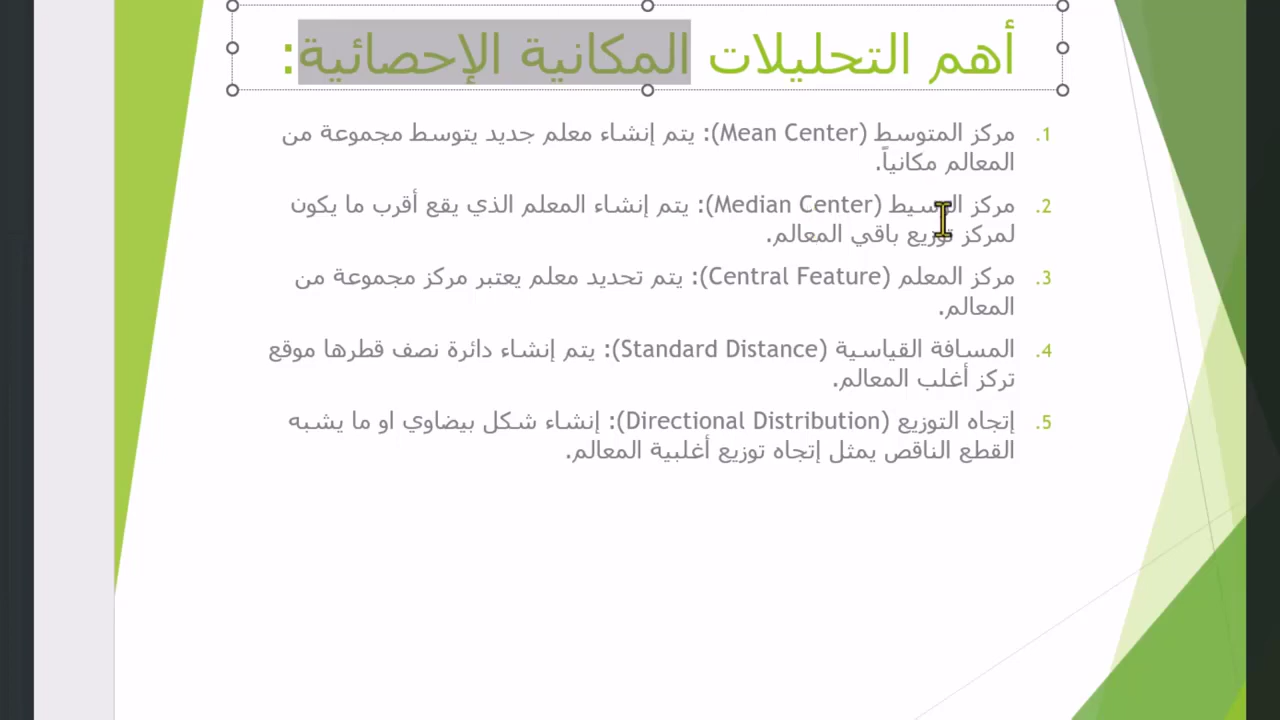 أهم التحليلات المكانية الإحصائية:
1. مركز المتوسط (Mean Center): يتم إنشاء معلم جديد يتوسط مجموعة من
المعالم مكانياً.
2. مركز الوسيط (Median Center): يتم إنشاء المعلم الذي يقع أقرب ما يكون
لمركز توزيع باقي المعالم.
3. مركز المعلم (Central Feature): يتم تحديد معلم يعتبر مركز مجموعة من
المعالم.
4. المسافة القياسية (Standard Distance): يتم إنشاء دائرة نصف قطرها موقع
تركز أغلب المعالم.
5. إتجاه التوزيع (Directional Distribution): إنشاء شكل بيضاوي او ما يشبه
القطع الناقص يمثل إتجاه توزيع أغلبية المعالم.